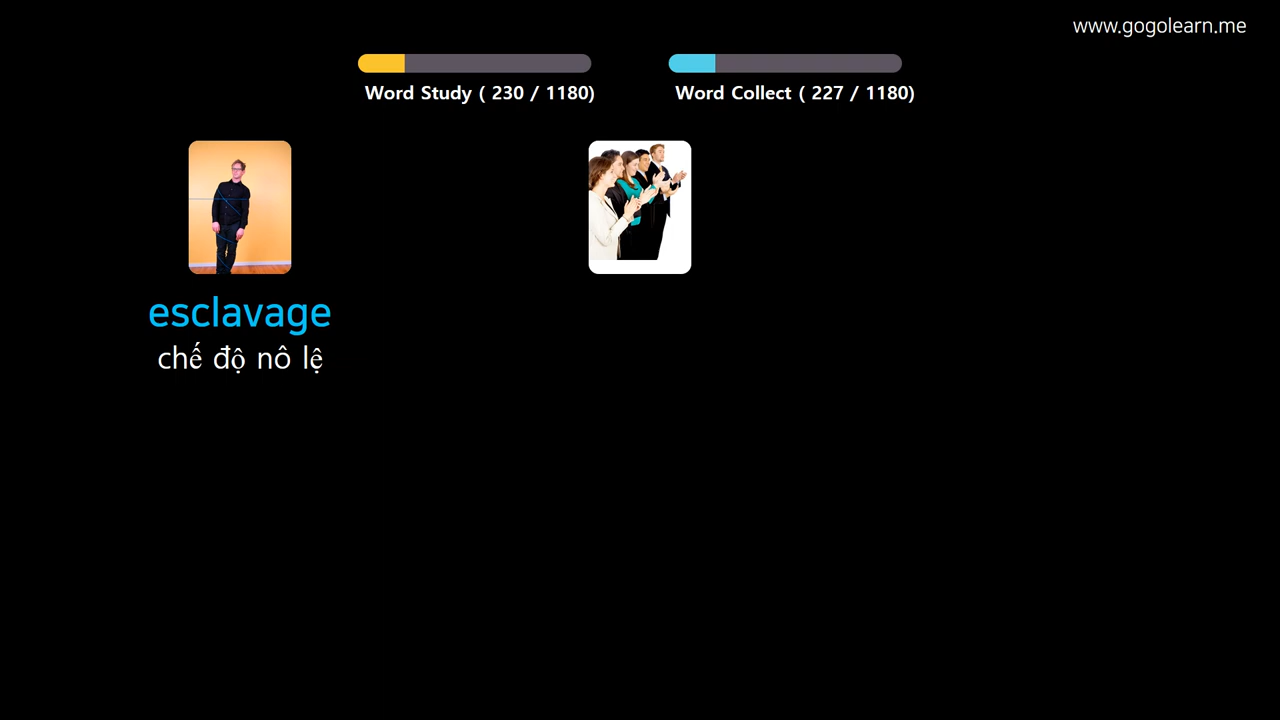 www.gogolearn.me
Word Study ( 230 / 1180)
Word Collect ( 227 / 1180)
esclavage
chế độ nô lệ